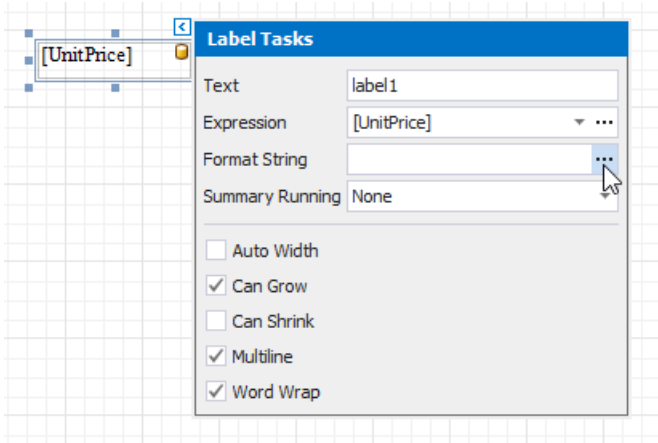 [UnitPrice]
Label Tasks
Text label1
Expression [UnitPrice] ...
Format String ...
Summary Running None
Auto Width
Can Grow
Can Shrink
Multiline
Word Wrap